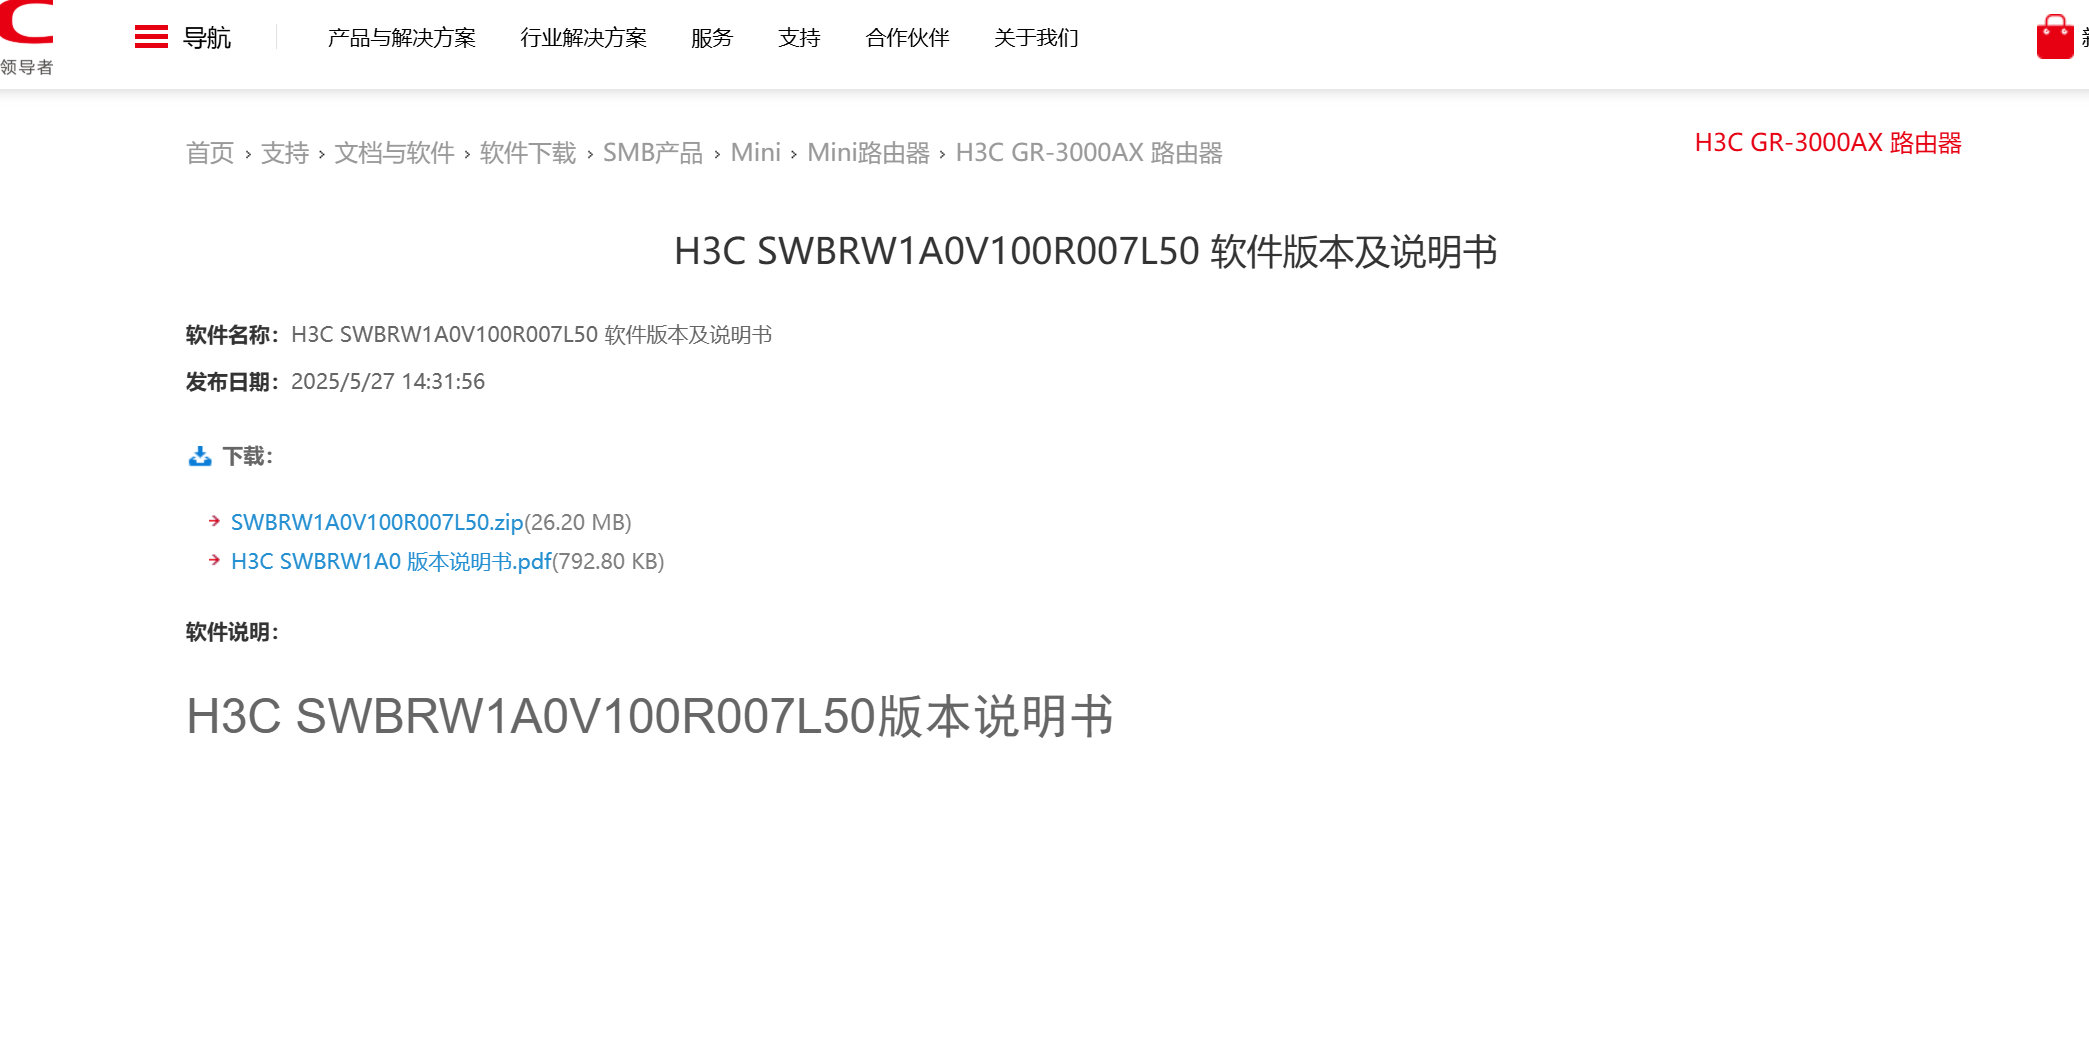 导航 产品与解决方案 行业解决方案 服务 支持 合作伙伴 关于我们
领导者
首页 › 支持 › 文档与软件 › 软件下载 › SMB产品 › Mini › Mini路由器 › H3C GR-3000AX 路由器
H3C GR-3000AX 路由器
H3C SWBRW1A0V100R007L50 软件版本及说明书
软件名称：H3C SWBRW1A0V100R007L50 软件版本及说明书
发布日期：2025/5/27 14:31:56
下载：
SWBRW1A0V100R007L50.zip(26.20 MB)
H3C SWBRW1A0 版本说明书.pdf(792.80 KB)
软件说明：
H3C SWBRW1A0V100R007L50版本说明书